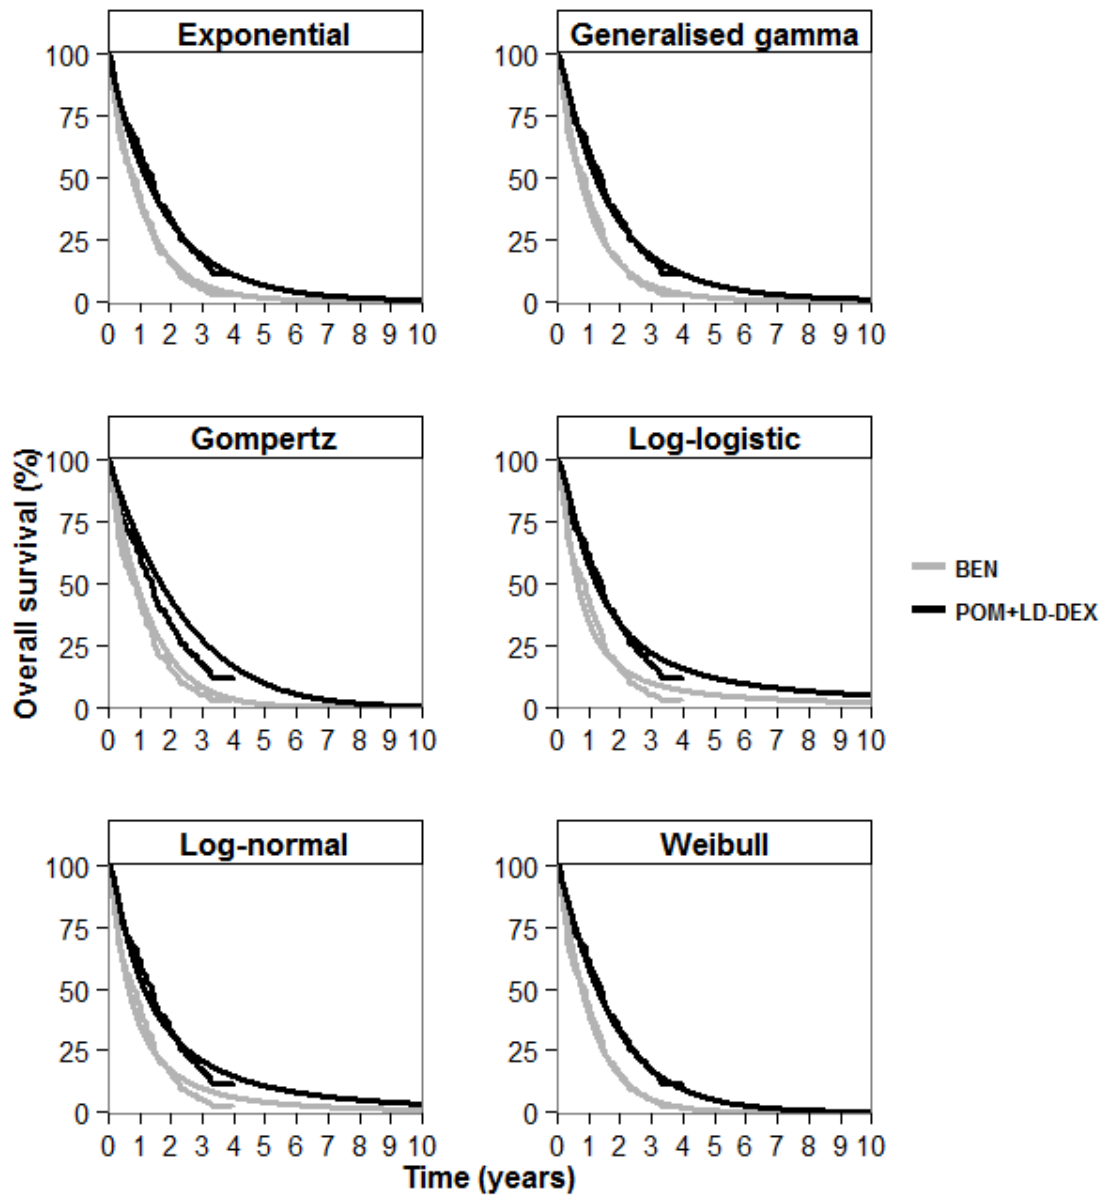 Exponential
100
75
50
25
0
0 1 2 3 4 5 6 7 8 9 10
Generalised gamma
100
75
50
25
0
0 1 2 3 4 5 6 7 8 9 10
Overall survival (%)
Gompertz
100
75
50
25
0
0 1 2 3 4 5 6 7 8 9 10
Log-logistic
100
75
50
25
0
0 1 2 3 4 5 6 7 8 9 10
BEN
POM+LD-DEX
Log-normal
100
75
50
25
0
0 1 2 3 4 5 6 7 8 9 10
Weibull
100
75
50
25
0
0 1 2 3 4 5 6 7 8 9 10
Time (years)